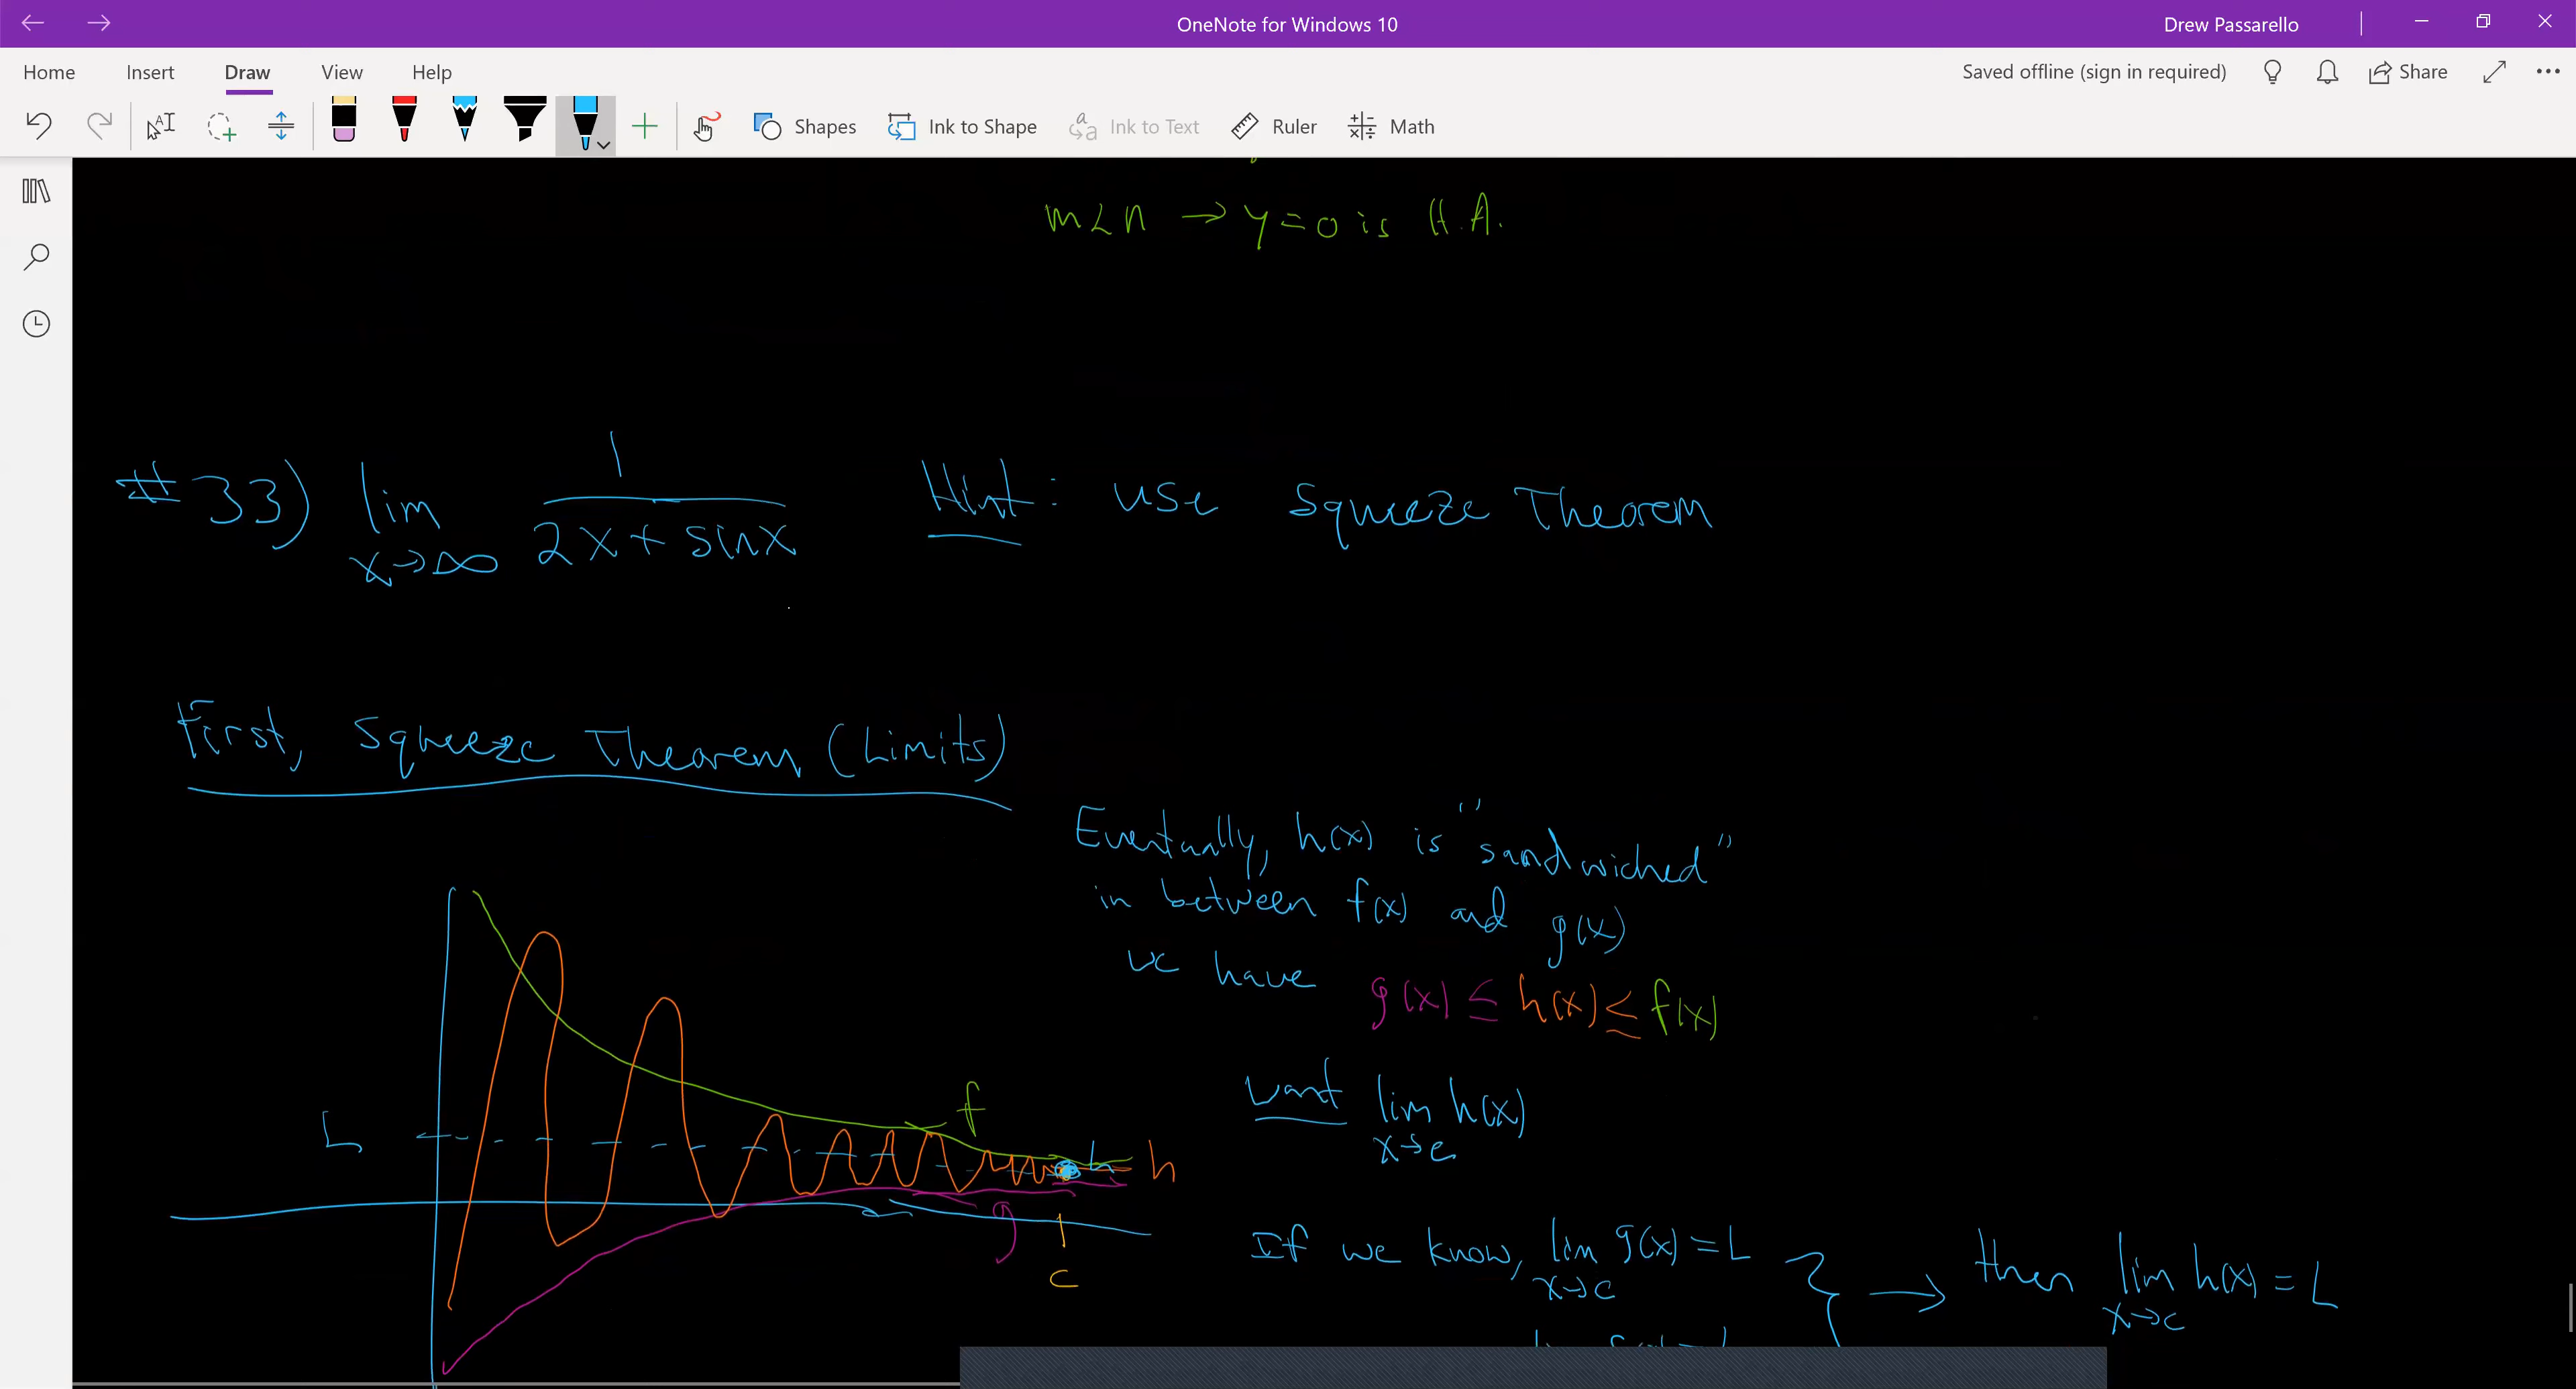 OneNote for Windows 10
Drew Passarello
Home Insert Draw View Help
Saved offline (sign in required) Share
Shapes Ink to Shape Ink to Text Ruler Math
m < n → y = 0 is H.A.
#33) lim x→∞ 1/(2x + sinx) Hint: use Squeeze Theorem
First, Squeeze Theorem (Limits)
Eventually, h(x) is "sandwiched"
in between f(x) and g(x)
we have g(x) ≤ h(x) ≤ f(x)
want lim x→c h(x)
f
L
h
g
c
If we know, lim x→c g(x) = L } → then lim x→c h(x) = L